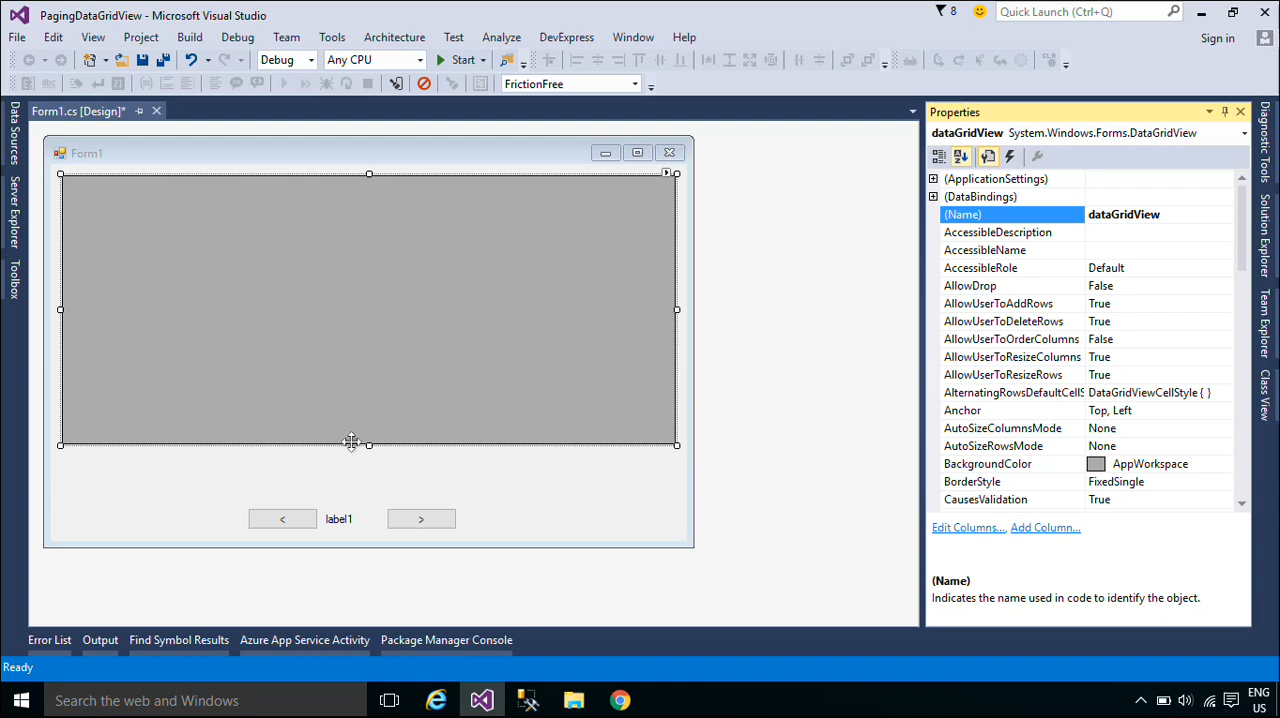 PagingDataGridView - Microsoft Visual Studio
8
Quick Launch (Ctrl+Q)
File Edit View Project Build Debug Team Tools Architecture Test Analyze DevExpress Window Help
Sign in
Debug Any CPU Start
FrictionFree
Form1.cs [Design]*
Properties
Data Sources
Server Explorer
Toolbox
Form1
< label1 >
dataGridView System.Windows.Forms.DataGridView
(ApplicationSettings)
(DataBindings)
(Name) dataGridView
AccessibleDescription
AccessibleName
AccessibleRole Default
AllowDrop False
AllowUserToAddRows True
AllowUserToDeleteRows True
AllowUserToOrderColumns False
AllowUserToResizeColumns True
AllowUserToResizeRows True
AlternatingRowsDefaultCellS DataGridViewCellStyle { }
Anchor Top, Left
AutoSizeColumnsMode None
AutoSizeRowsMode None
BackgroundColor AppWorkspace
BorderStyle FixedSingle
CausesValidation True
Edit Columns..., Add Column...
(Name)
Indicates the name used in code to identify the object.
Diagnostic Tools
Solution Explorer
Team Explorer
Class View
Error List Output Find Symbol Results Azure App Service Activity Package Manager Console
Ready
Search the web and Windows
ENG
US